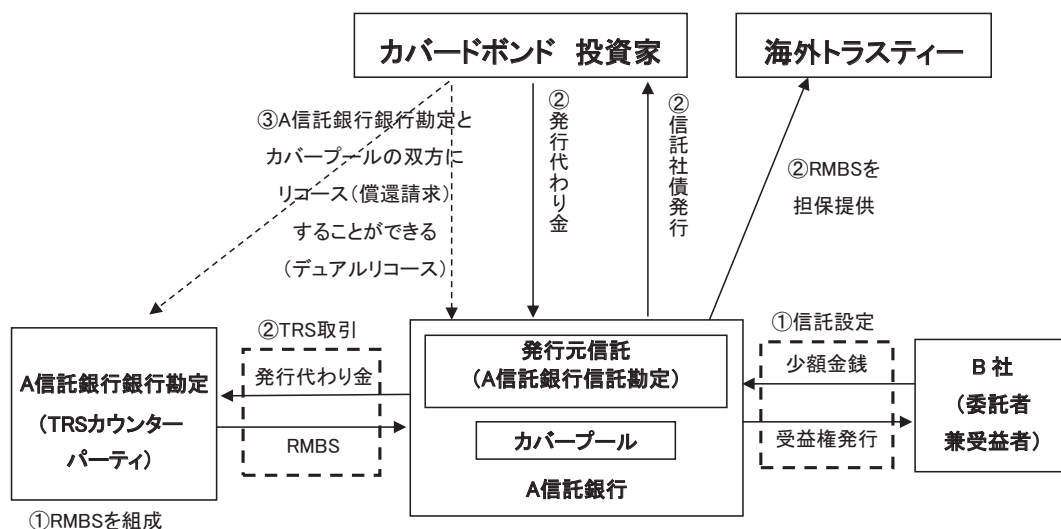 カバードボンド 投資家
海外トラスティー
③A信託銀行銀行勘定と
カバープールの双方に
リコース(償還請求)
することができる
(デュアルリコース)
②発行代わり金
②信託社債発行
②RMBSを
担保提供
②TRS取引
発行代わり金
RMBS
A信託銀行銀行勘定
(TRSカウンター
パーティ)
①RMBSを組成
発行元信託
(A信託銀行信託勘定)
カバープール
A信託銀行
①信託設定
少額金銭
受益権発行
B 社
(委託者
兼受益者)